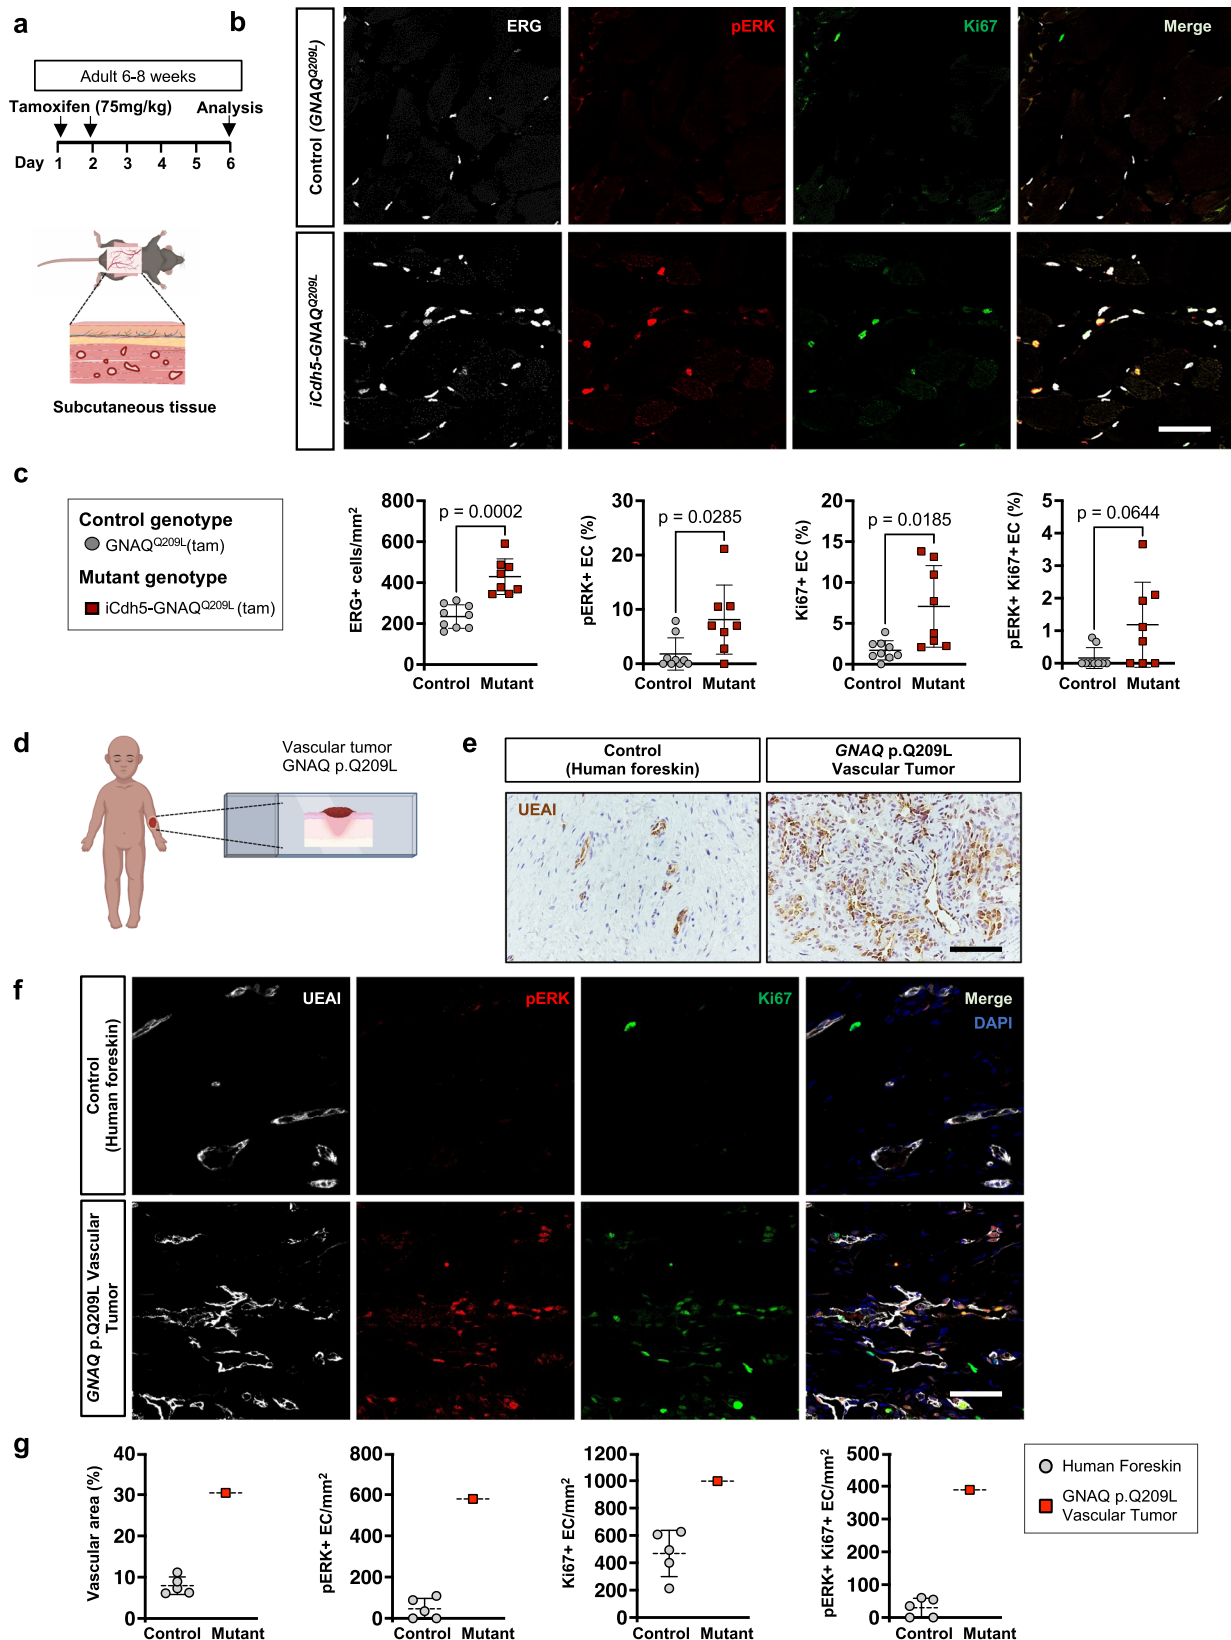 a
Adult 6-8 weeks
Tamoxifen (75mg/kg)
Analysis
Day 1 2 3 4 5 6
Subcutaneous tissue
b
ERG
pERK
Ki67
Merge
Control (GNAQQ209L)
iCdh5-GNAQQ209L
c
Control genotype
GNAQQ209L(tam)
Mutant genotype
iCdh5-GNAQQ209L (tam)
ERG+ cells/mm2
800
600
400
200
0
p = 0.0002
Control Mutant
pERK+ EC (%)
30
20
10
0
p = 0.0285
Control Mutant
Ki67+ EC (%)
20
15
10
5
0
p = 0.0185
Control Mutant
pERK+ Ki67+ EC (%)
5
4
3
2
1
0
p = 0.0644
Control Mutant
d
Vascular tumor
GNAQ p.Q209L
e
Control
(Human foreskin)
GNAQ p.Q209L
Vascular Tumor
UEAI
f
UEAI
pERK
Ki67
Merge
DAPI
Control
(Human foreskin)
GNAQ p.Q209L Vascular
Tumor
g
Vascular area (%)
40
30
20
10
0
Control Mutant
pERK+ EC/mm2
800
600
400
200
0
Control Mutant
Ki67+ EC/mm2
1200
1000
800
600
400
200
0
Control Mutant
pERK+ Ki67+ EC/mm2
500
400
300
200
100
0
Control Mutant
Human Foreskin
GNAQ p.Q209L
Vascular Tumor